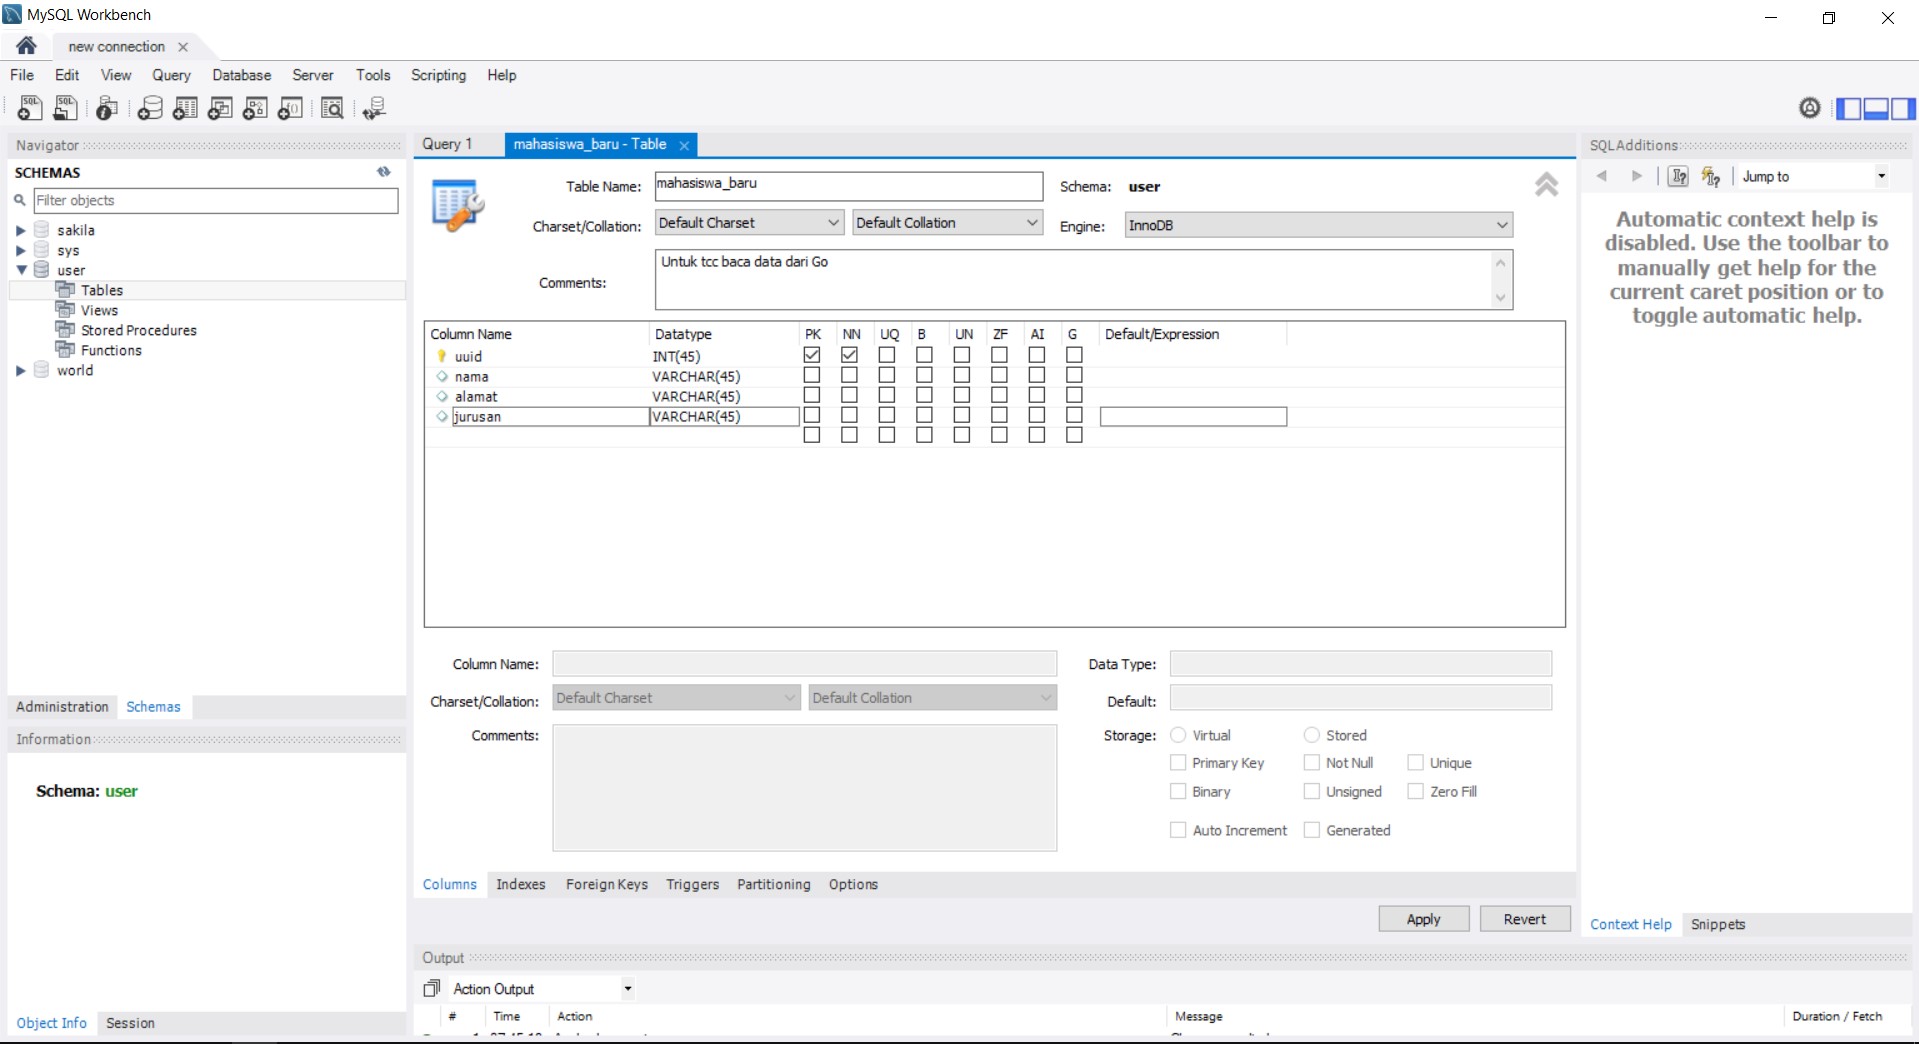 MySQL Workbench
new connection
File Edit View Query Database Server Tools Scripting Help
Navigator
SCHEMAS
Filter objects
sakila
sys
user
Tables
Views
Stored Procedures
Functions
world
Administration Schemas
Information
Schema: user
Object Info Session
Query 1 mahasiswa_baru - Table
Table Name: mahasiswa_baru Schema: user
Charset/Collation: Default Charset Default Collation Engine: InnoDB
Comments: Untuk tcc baca data dari Go
Column Name Datatype PK NN UQ B UN ZF AI G Default/Expression
uuid INT(45)
nama VARCHAR(45)
alamat VARCHAR(45)
jurusan VARCHAR(45)
Column Name: Data Type:
Charset/Collation: Default Charset Default Collation Default:
Comments: Storage: Virtual Stored
Primary Key Not Null Unique
Binary Unsigned Zero Fill
Auto Increment Generated
Columns Indexes Foreign Keys Triggers Partitioning Options
Apply Revert
Output
Action Output
# Time Action Message Duration / Fetch
SQLAdditions
Jump to
Automatic context help is
disabled. Use the toolbar to
manually get help for the
current caret position or to
toggle automatic help.
Context Help Snippets